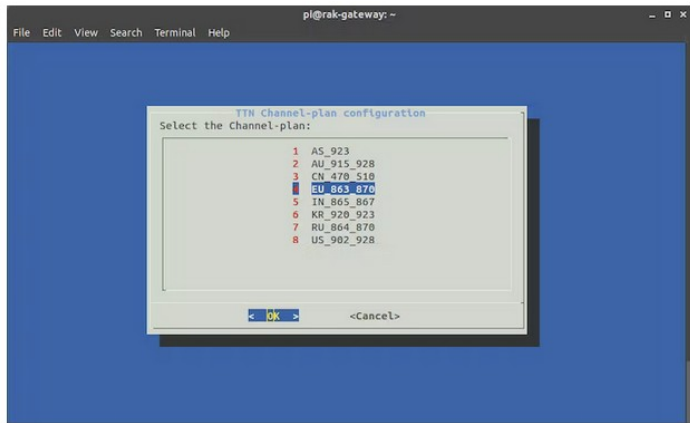 pi@rak-gateway: ~
File Edit View Search Terminal Help
TTN Channel-plan configuration
Select the Channel-plan:
1 AS_923
2 AU_915_928
3 CN_470_510
4 EU_863_870
5 IN_865_867
6 KR_920_923
7 RU_864_870
8 US_902_928
< OK > <Cancel>